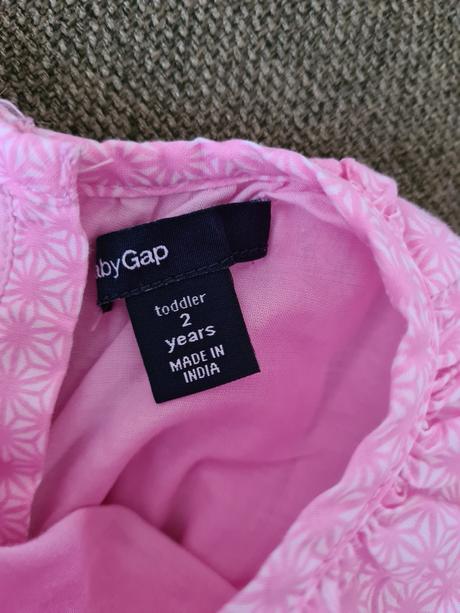 abyGap
toddler
2
years
MADE IN
INDIA